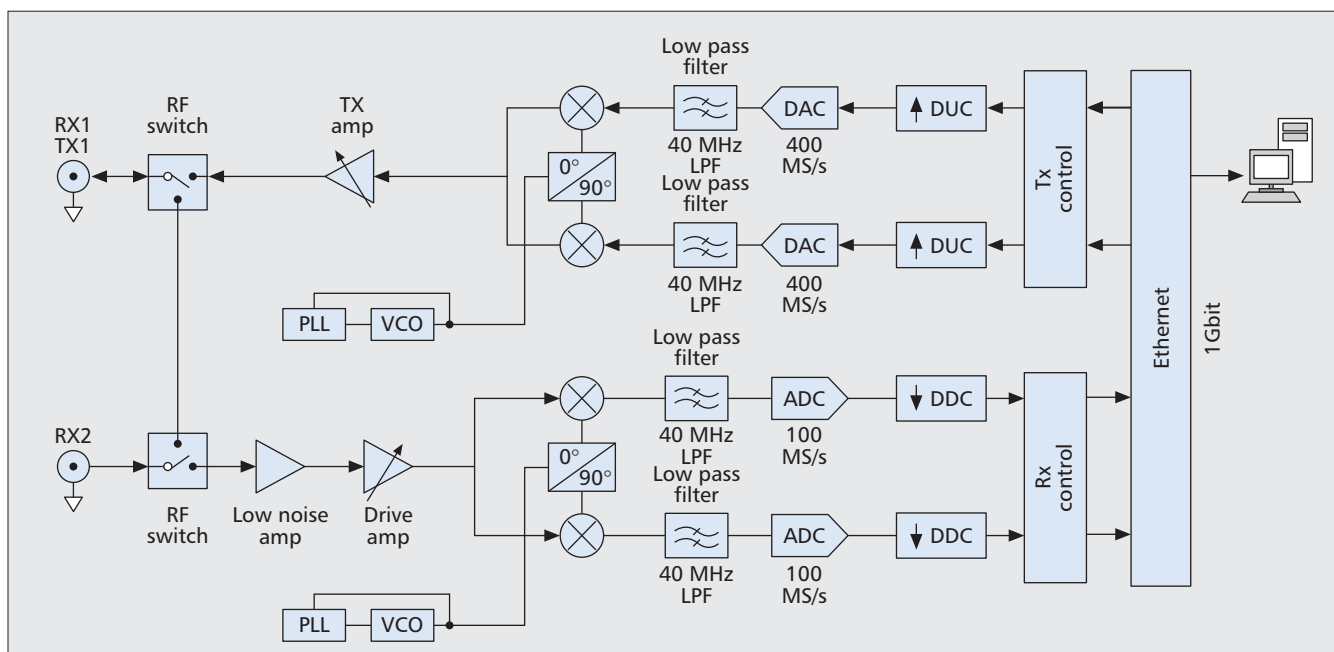 Low pass
filter
RF
switch
TX
amp
RX1
TX1
DAC
DUC
40 MHz
LPF
400
MS/s
0°
90°
Low pass
filter
Tx
control
DAC
DUC
40 MHz
LPF
400
MS/s
PLL
VCO
Ethernet
1Gbit
Low pass
filter
ADC
DDC
40 MHz
LPF
100
MS/s
RX2
0°
90°
Low pass
filter
Rx
control
RF
switch
Low noise
amp
Drive
amp
ADC
DDC
40 MHz
LPF
100
MS/s
PLL
VCO